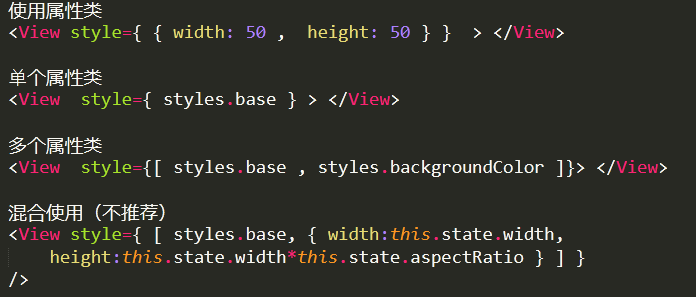 使用属性类
<View style={ { width: 50 ,  height: 50 } }  > </View>
单个属性类
<View  style={ styles.base } > </View>
多个属性类
<View  style={[ styles.base , styles.backgroundColor ]}> </View>
混合使用（不推荐）
<View style={ [ styles.base, { width:this.state.width,
    height:this.state.width*this.state.aspectRatio } ] }
/>